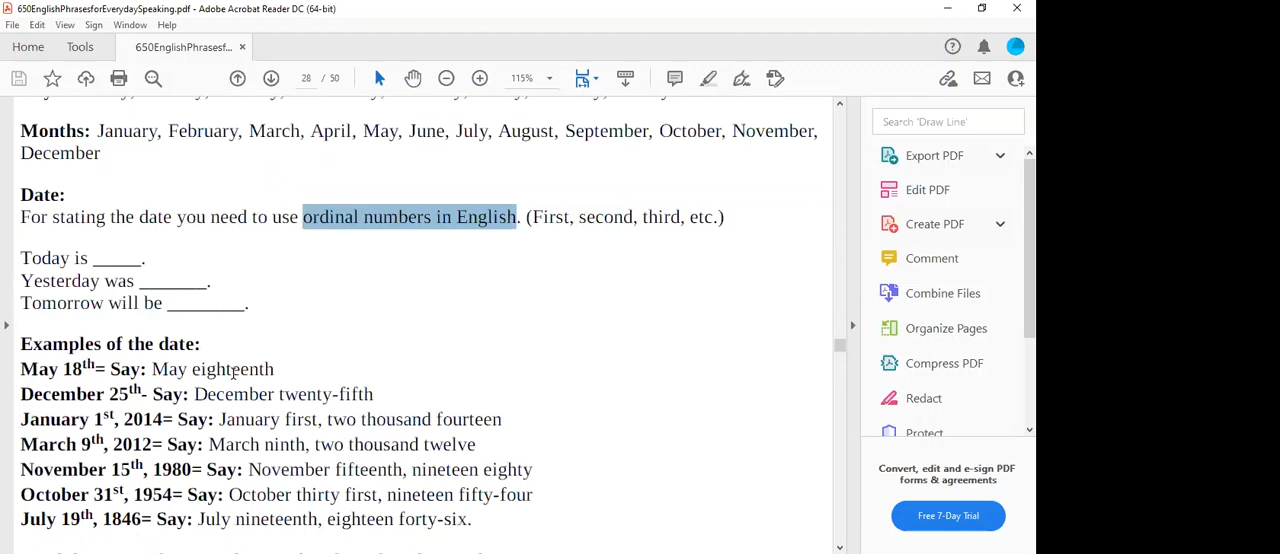 650EnglishPhrasesforEverydaySpeaking.pdf - Adobe Acrobat Reader DC (64-bit)
File Edit View Sign Window Help
Home Tools 650EnglishPhrasesf... ×
28 / 50 115%
Months: January, February, March, April, May, June, July, August, September, October, November,
December
Date:
For stating the date you need to use ordinal numbers in English. (First, second, third, etc.)
Today is _____.
Yesterday was _______.
Tomorrow will be ________.
Examples of the date:
May 18th= Say: May eighteenth
December 25th- Say: December twenty-fifth
January 1st, 2014= Say: January first, two thousand fourteen
March 9th, 2012= Say: March ninth, two thousand twelve
November 15th, 1980= Say: November fifteenth, nineteen eighty
October 31st, 1954= Say: October thirty first, nineteen fifty-four
July 19th, 1846= Say: July nineteenth, eighteen forty-six.
Search 'Draw Line'
Export PDF
Edit PDF
Create PDF
Comment
Combine Files
Organize Pages
Compress PDF
Redact
Protect
Convert, edit and e-sign PDF
forms & agreements
Free 7-Day Trial